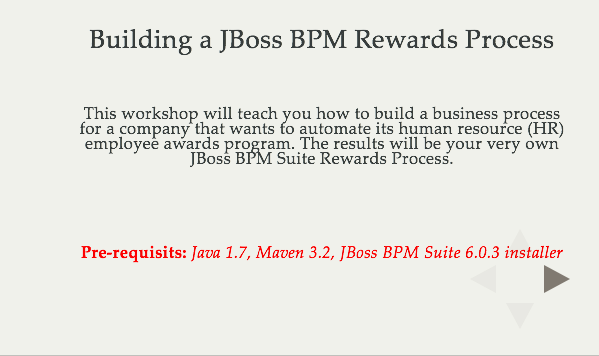 Building a JBoss BPM Rewards Process
This workshop will teach you how to build a business process
for a company that wants to automate its human resource (HR)
employee awards program. The results will be your very own
JBoss BPM Suite Rewards Process.
Pre-requisits: Java 1.7, Maven 3.2, JBoss BPM Suite 6.0.3 installer